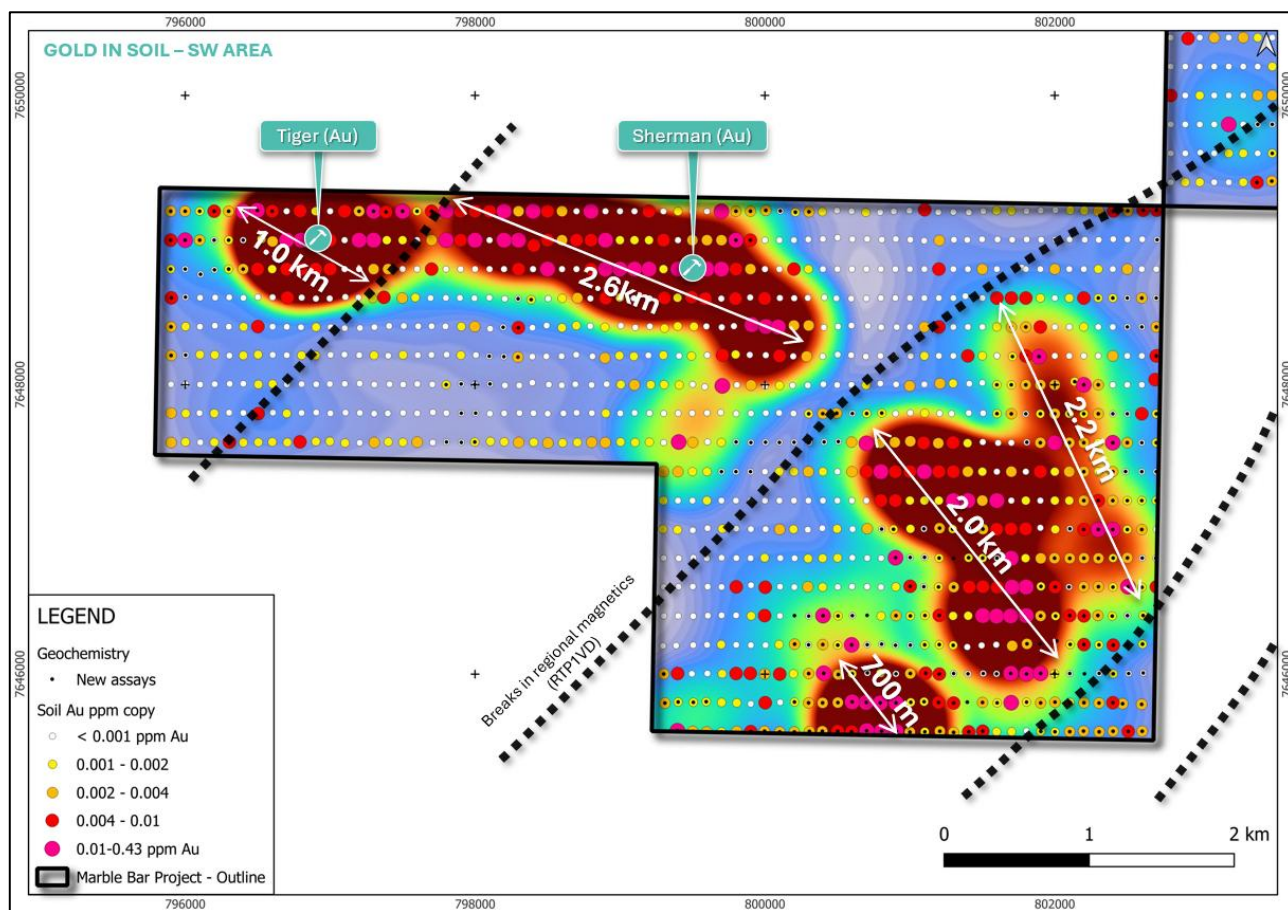 796000 798000 800000 802000
GOLD IN SOIL – SW AREA
7650000
7650000
Tiger (Au)
Sherman (Au)
1.0 km
2.6km
7648000
7648000
2.2 km
2.0 km
Breaks in regional magnetics
(RTP1VD)
700 m
7646000
7646000
LEGEND
Geochemistry
New assays
Soil Au ppm copy
< 0.001 ppm Au
0.001 - 0.002
0.002 - 0.004
0.004 - 0.01
0.01-0.43 ppm Au
Marble Bar Project - Outline
0 1 2 km
796000 798000 800000 802000